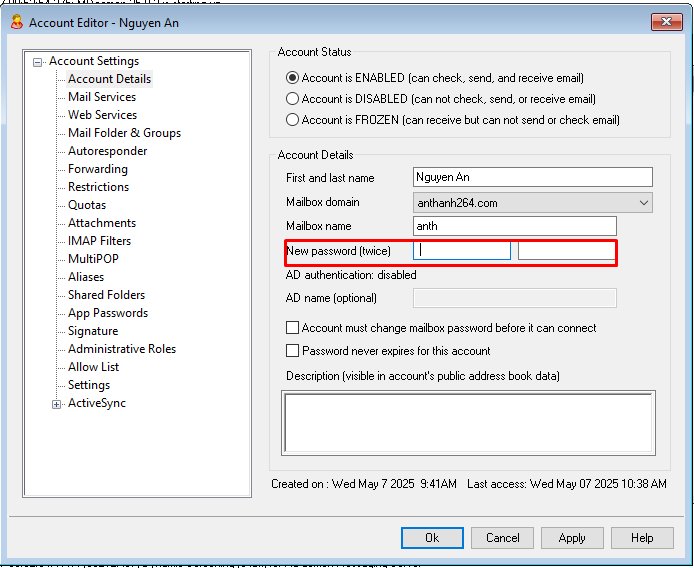 Account Editor - Nguyen An
Account Settings
Account Details
Mail Services
Web Services
Mail Folder & Groups
Autoresponder
Forwarding
Restrictions
Quotas
Attachments
IMAP Filters
MultiPOP
Aliases
Shared Folders
App Passwords
Signature
Administrative Roles
Allow List
Settings
ActiveSync
Account Status
Account is ENABLED (can check, send, and receive email)
Account is DISABLED (can not check, send, or receive email)
Account is FROZEN (can receive but can not send or check email)
Account Details
First and last name Nguyen An
Mailbox domain anthanh264.com
Mailbox name anth
New password (twice)
AD authentication: disabled
AD name (optional)
Account must change mailbox password before it can connect
Password never expires for this account
Description (visible in account's public address book data)
Created on : Wed May 7 2025 9:41AM Last access: Wed May 07 2025 10:38 AM
Ok Cancel Apply Help